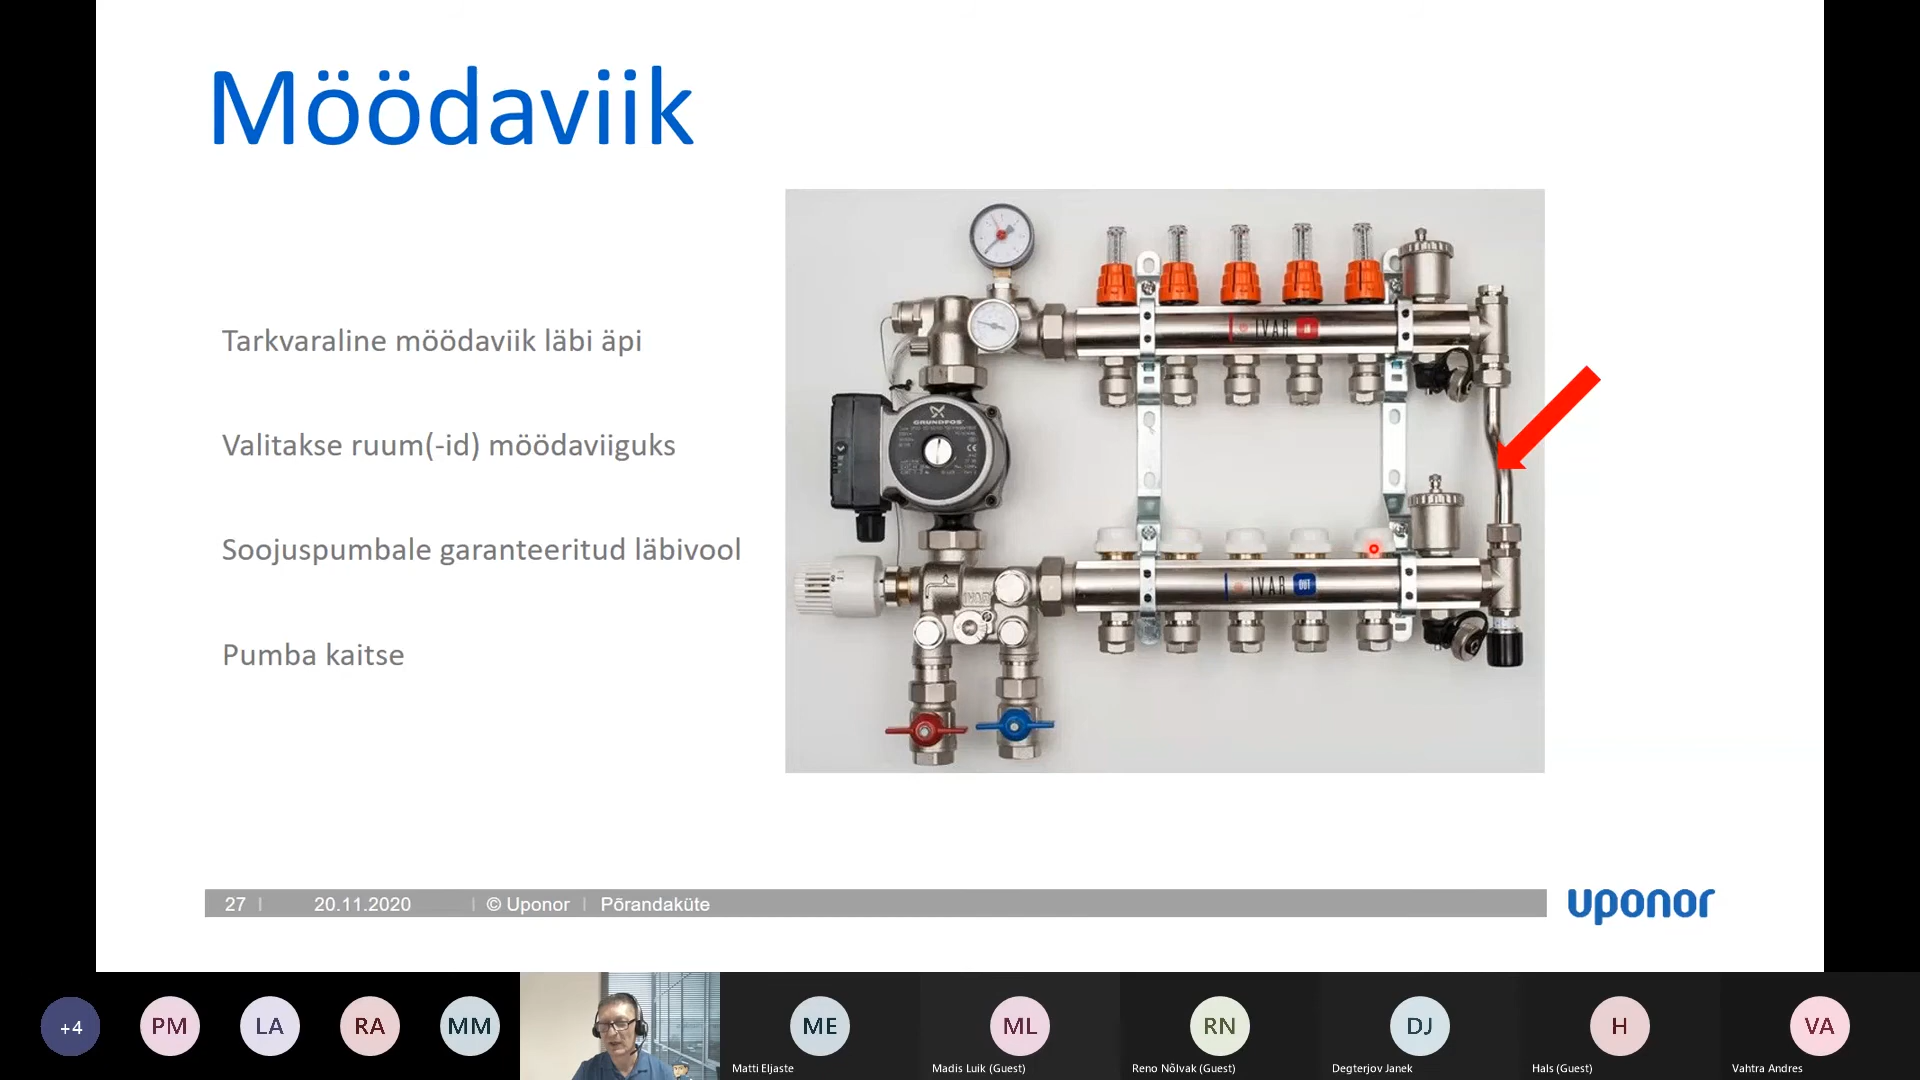 Möödaviik
Tarkvaraline möödaviik läbi äpi
Valitakse ruum(-id) möödaviiguks
Soojuspumbale garanteeritud läbivool
Pumba kaitse
GRUNDFOS
IVAR
IVAR OUT
27 | 20.11.2020 | © Uponor | Põrandaküte
uponor
+4
PM
LA
RA
MM
ME
Matti Eljaste
ML
Madis Luik (Guest)
RN
Reno Nõlvak (Guest)
DJ
Degterjov Janek
H
Hals (Guest)
VA
Vahtra Andres